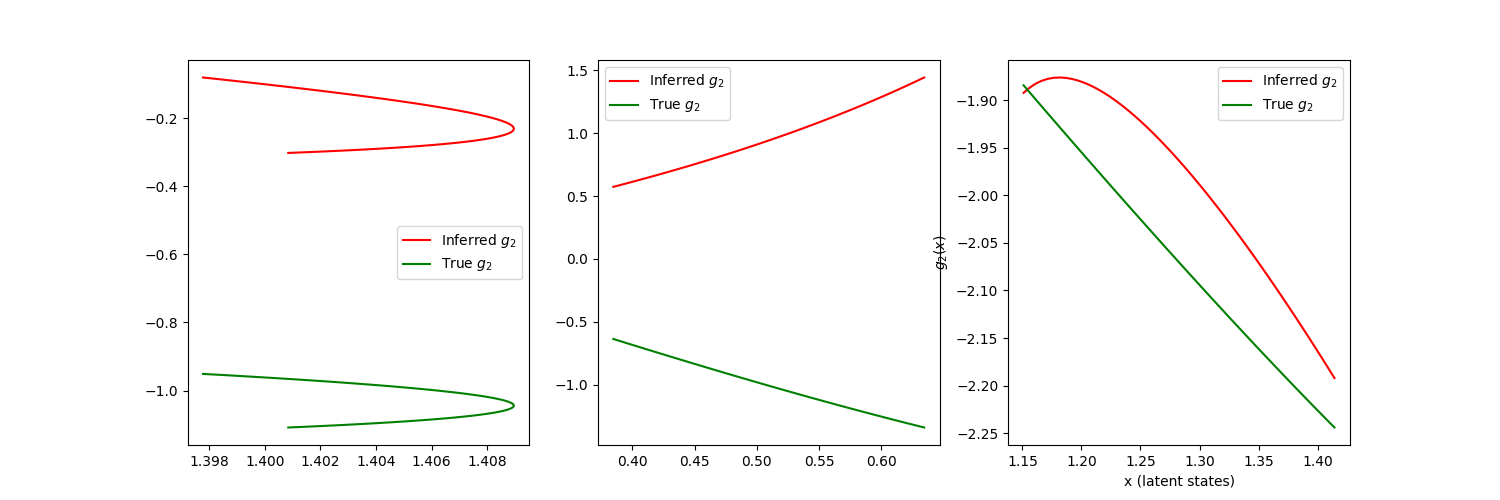 −0.2
−0.4
−0.6
−0.8
−1.0
Inferred g₂
True g₂
1.398 1.400 1.402 1.404 1.406 1.408
1.5
1.0
0.5
0.0
−0.5
−1.0
Inferred g₂
True g₂
0.40 0.45 0.50 0.55 0.60
g₂(x)
−1.90
−1.95
−2.00
−2.05
−2.10
−2.15
−2.20
−2.25
Inferred g₂
True g₂
1.15 1.20 1.25 1.30 1.35 1.40
x (latent states)